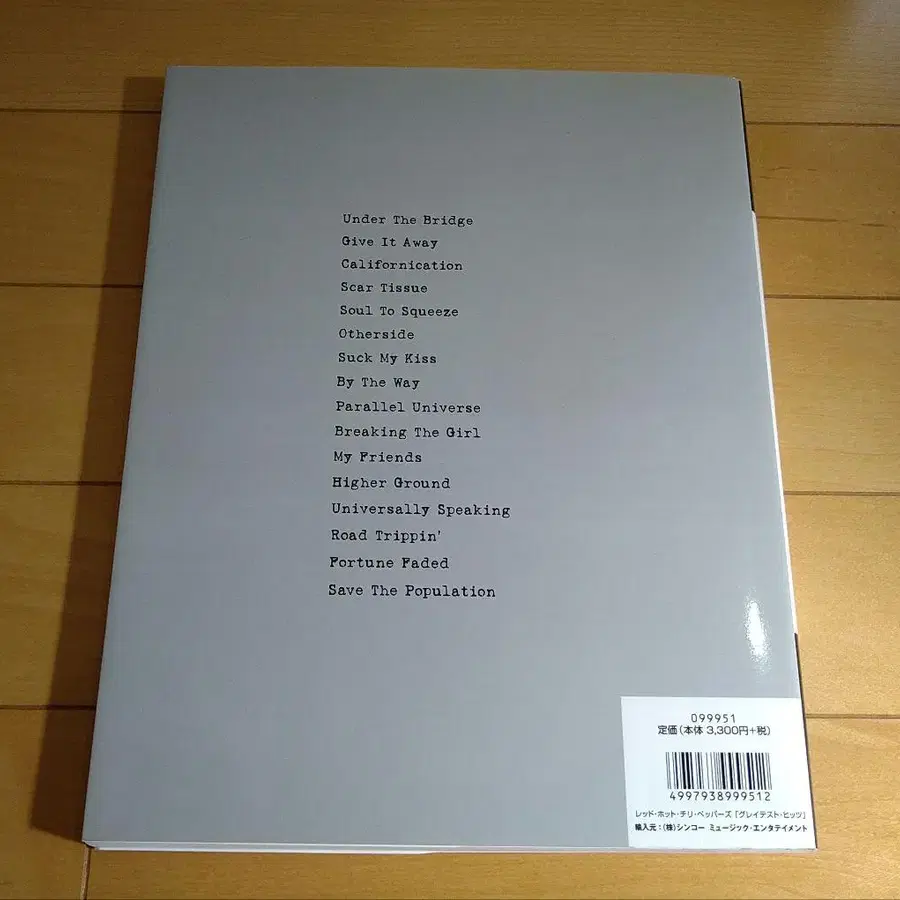 Under The Bridge
Give It Away
Californication
Scar Tissue
Soul To Squeeze
Otherside
Suck My Kiss
By The Way
Parallel Universe
Breaking The Girl
My Friends
Higher Ground
Universally Speaking
Road Trippin'
Fortune Faded
Save The Population
099951
定価(本体 3,300円+税)
4997938999512
レッド・ホット・チリ・ペッパーズ「グレイテスト・ヒッツ」
輸入元:(株)シンコー ミュージック・エンタテイメント